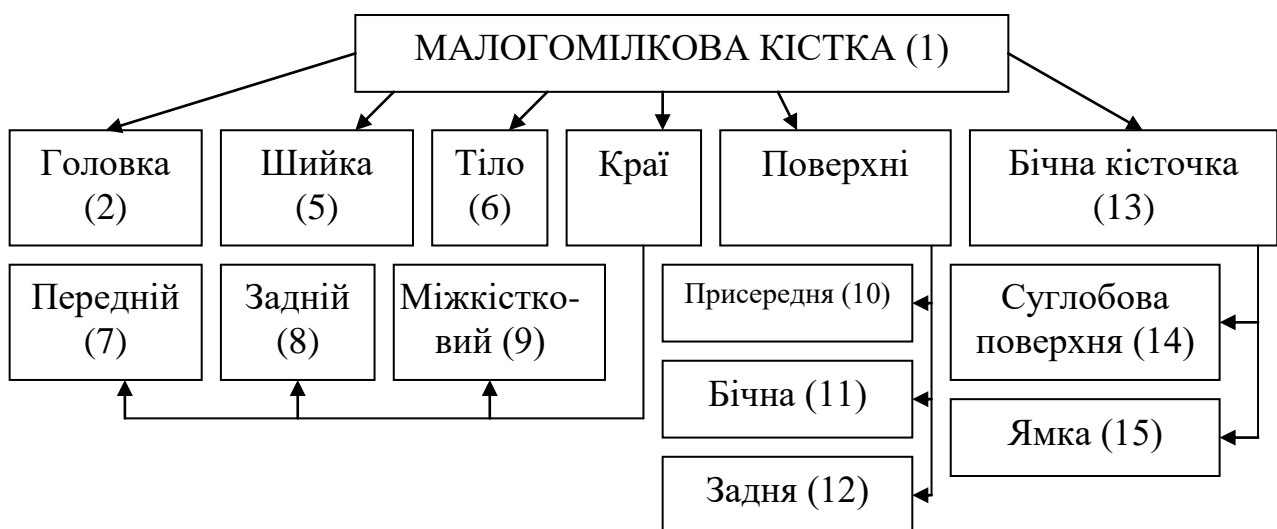 МАЛОГОМІЛКОВА КІСТКА (1)
Головка
(2)
Шийка
(5)
Тіло
(6)
Краї
Поверхні
Бічна кісточка
(13)
Передній
(7)
Задній
(8)
Міжкістко-
вий (9)
Присередня (10)
Бічна (11)
Задня (12)
Суглобова
поверхня (14)
Ямка (15)